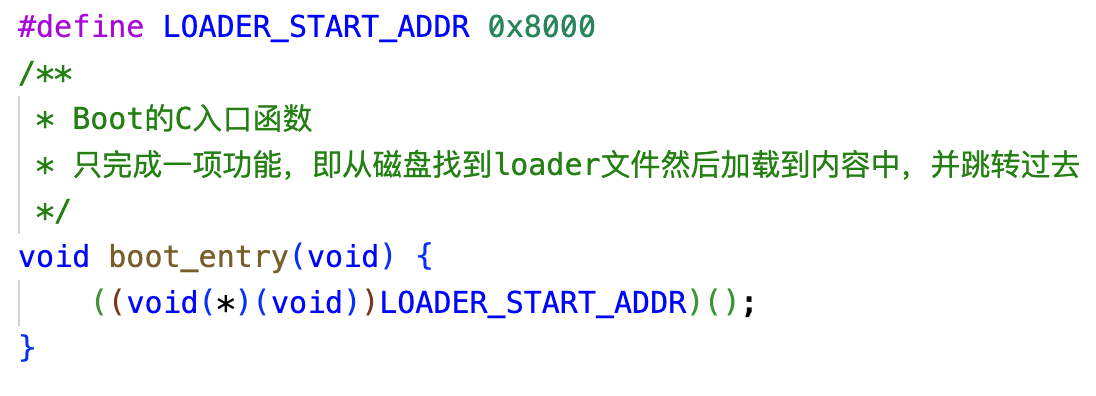 #define LOADER_START_ADDR 0x8000
/**
 * Boot的C入口函数
 * 只完成一项功能，即从磁盘找到loader文件然后加载到内容中，并跳转过去
 */
void boot_entry(void) {
    ((void(*)(void))LOADER_START_ADDR)();
}